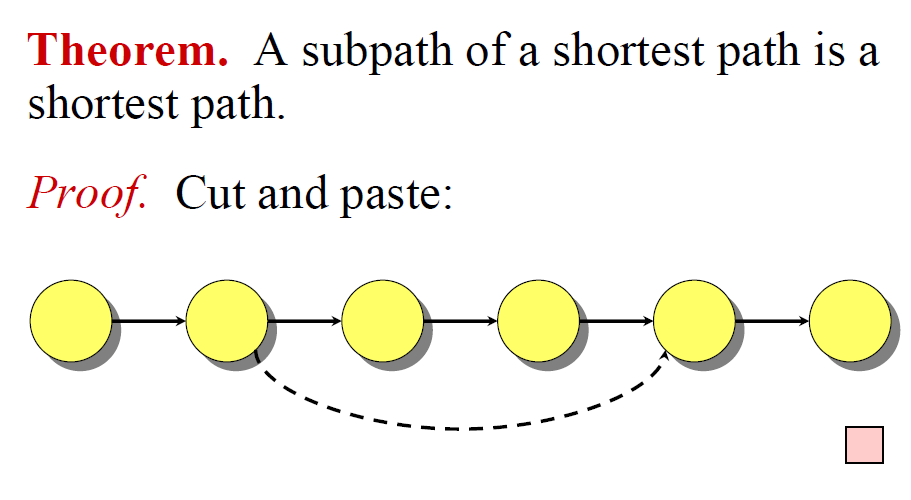 Theorem. A subpath of a shortest path is a
shortest path.
Proof. Cut and paste: